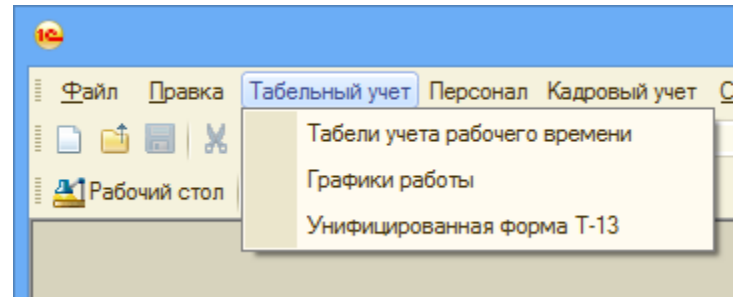 1С
Файл Правка Табельный учет Персонал Кадровый учет
Табели учета рабочего времени
Графики работы
Рабочий стол
Унифицированная форма Т-13